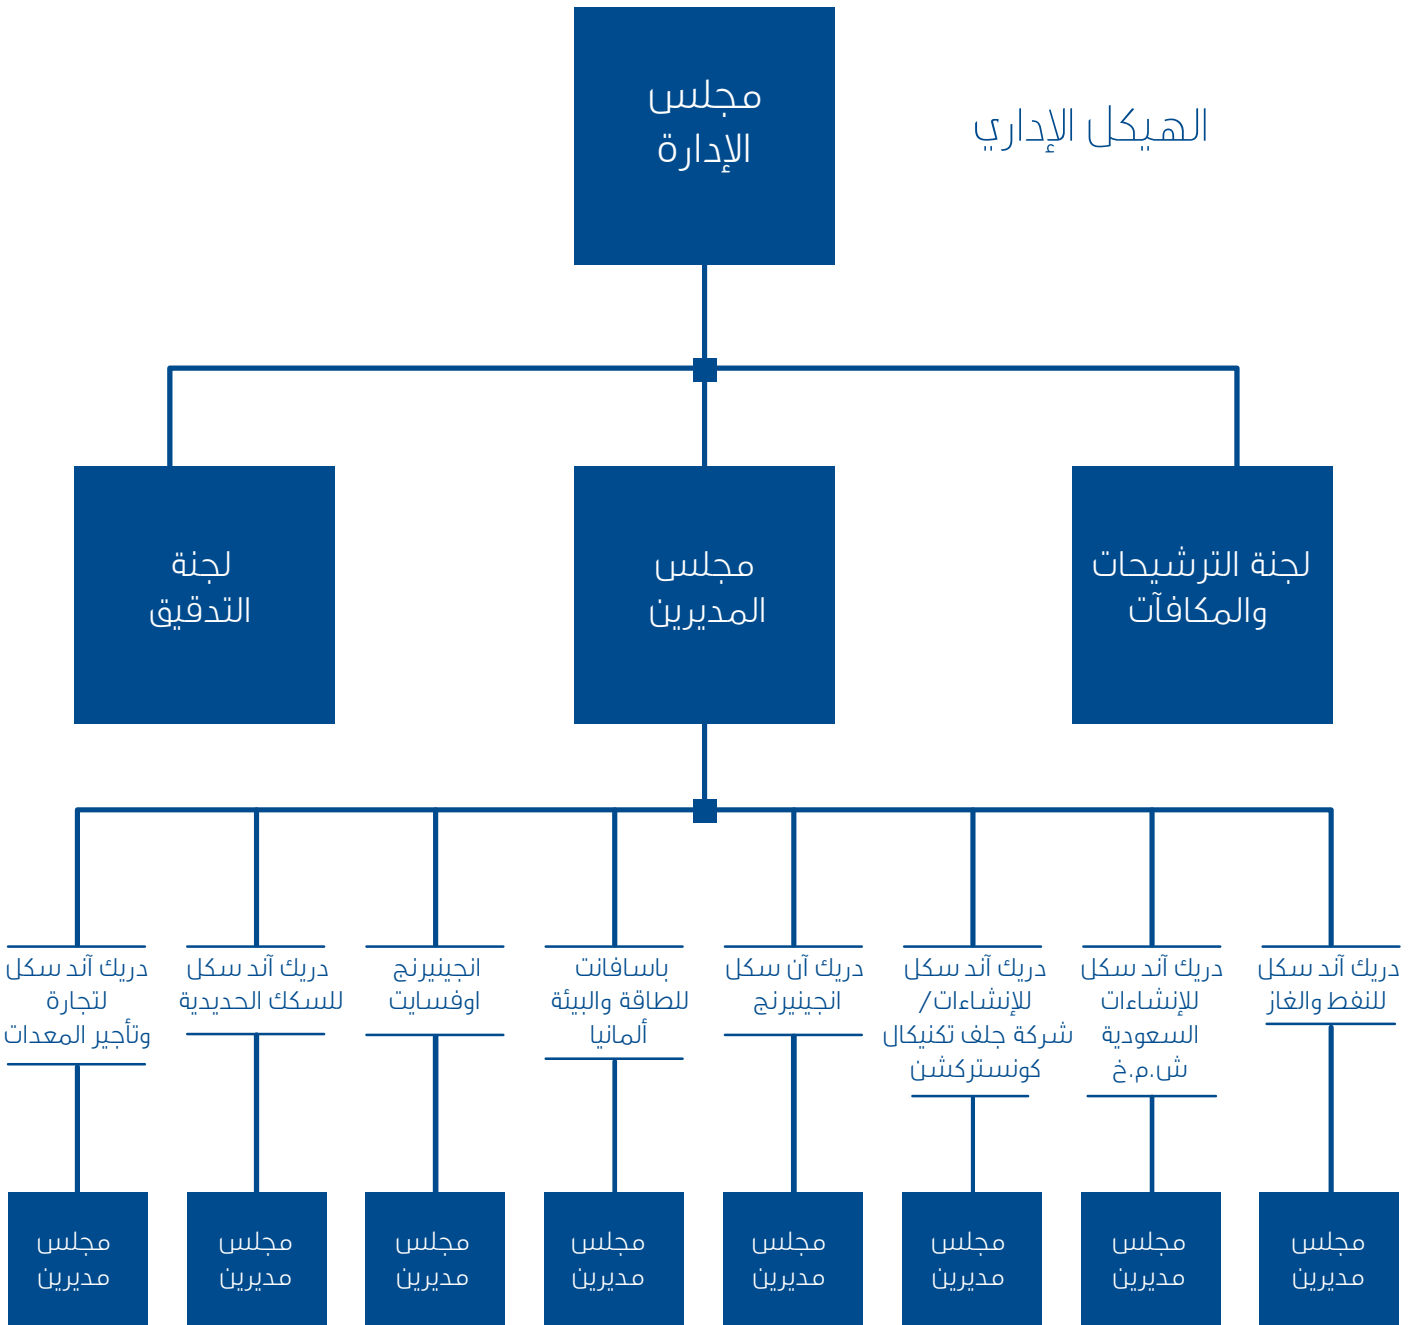 الهيكل الإداري
مجلس
الإدارة
لجنة الترشيحات
والمكافآت
مجلس
المديرين
لجنة
التدقيق
دريك آند سكل
للنفط والغاز
دريك آند سكل
للإنشاءات
السعودية
ش.م.خ
دريك آند سكل
للإنشاءات/
شركة جلف تكنيكال
كونستركشن
دريك آن سكل
انجينيرنج
باسافانت
للطاقة والبيئة
ألمانيا
انجينيرنج
اوفسايت
دريك آند سكل
للسكك الحديدية
دريك آند سكل
لتجارة
وتأجير المعدات
مجلس
مديرين
مجلس
مديرين
مجلس
مديرين
مجلس
مديرين
مجلس
مديرين
مجلس
مديرين
مجلس
مديرين
مجلس
مديرين